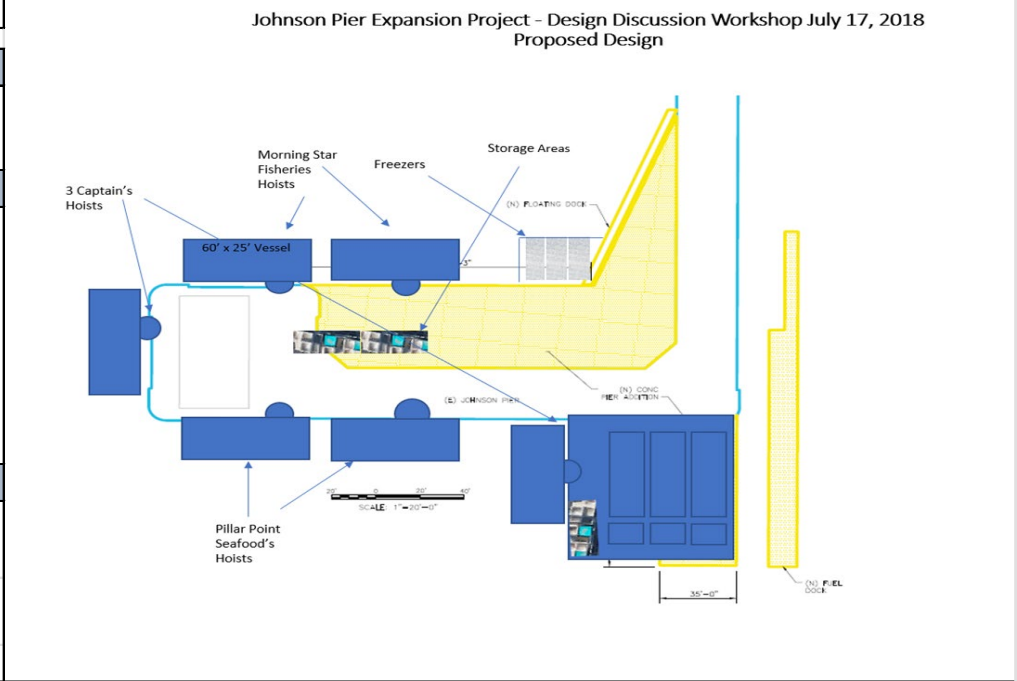 Johnson Pier Expansion Project - Design Discussion Workshop July 17, 2018
Proposed Design
Storage Areas
Morning Star
Fisheries
Hoists
Freezers
3 Captain's
Hoists
(N) FLOATING DOCK
60' x 25' Vessel
3"
(N) CONC
PIER ADDITION
(E) JOHNSON PIER
20' 0 20' 40'
SCALE: 1"=20'-0"
Pillar Point
Seafood's
Hoists
(N) FUEL
DOCK
35'-0"